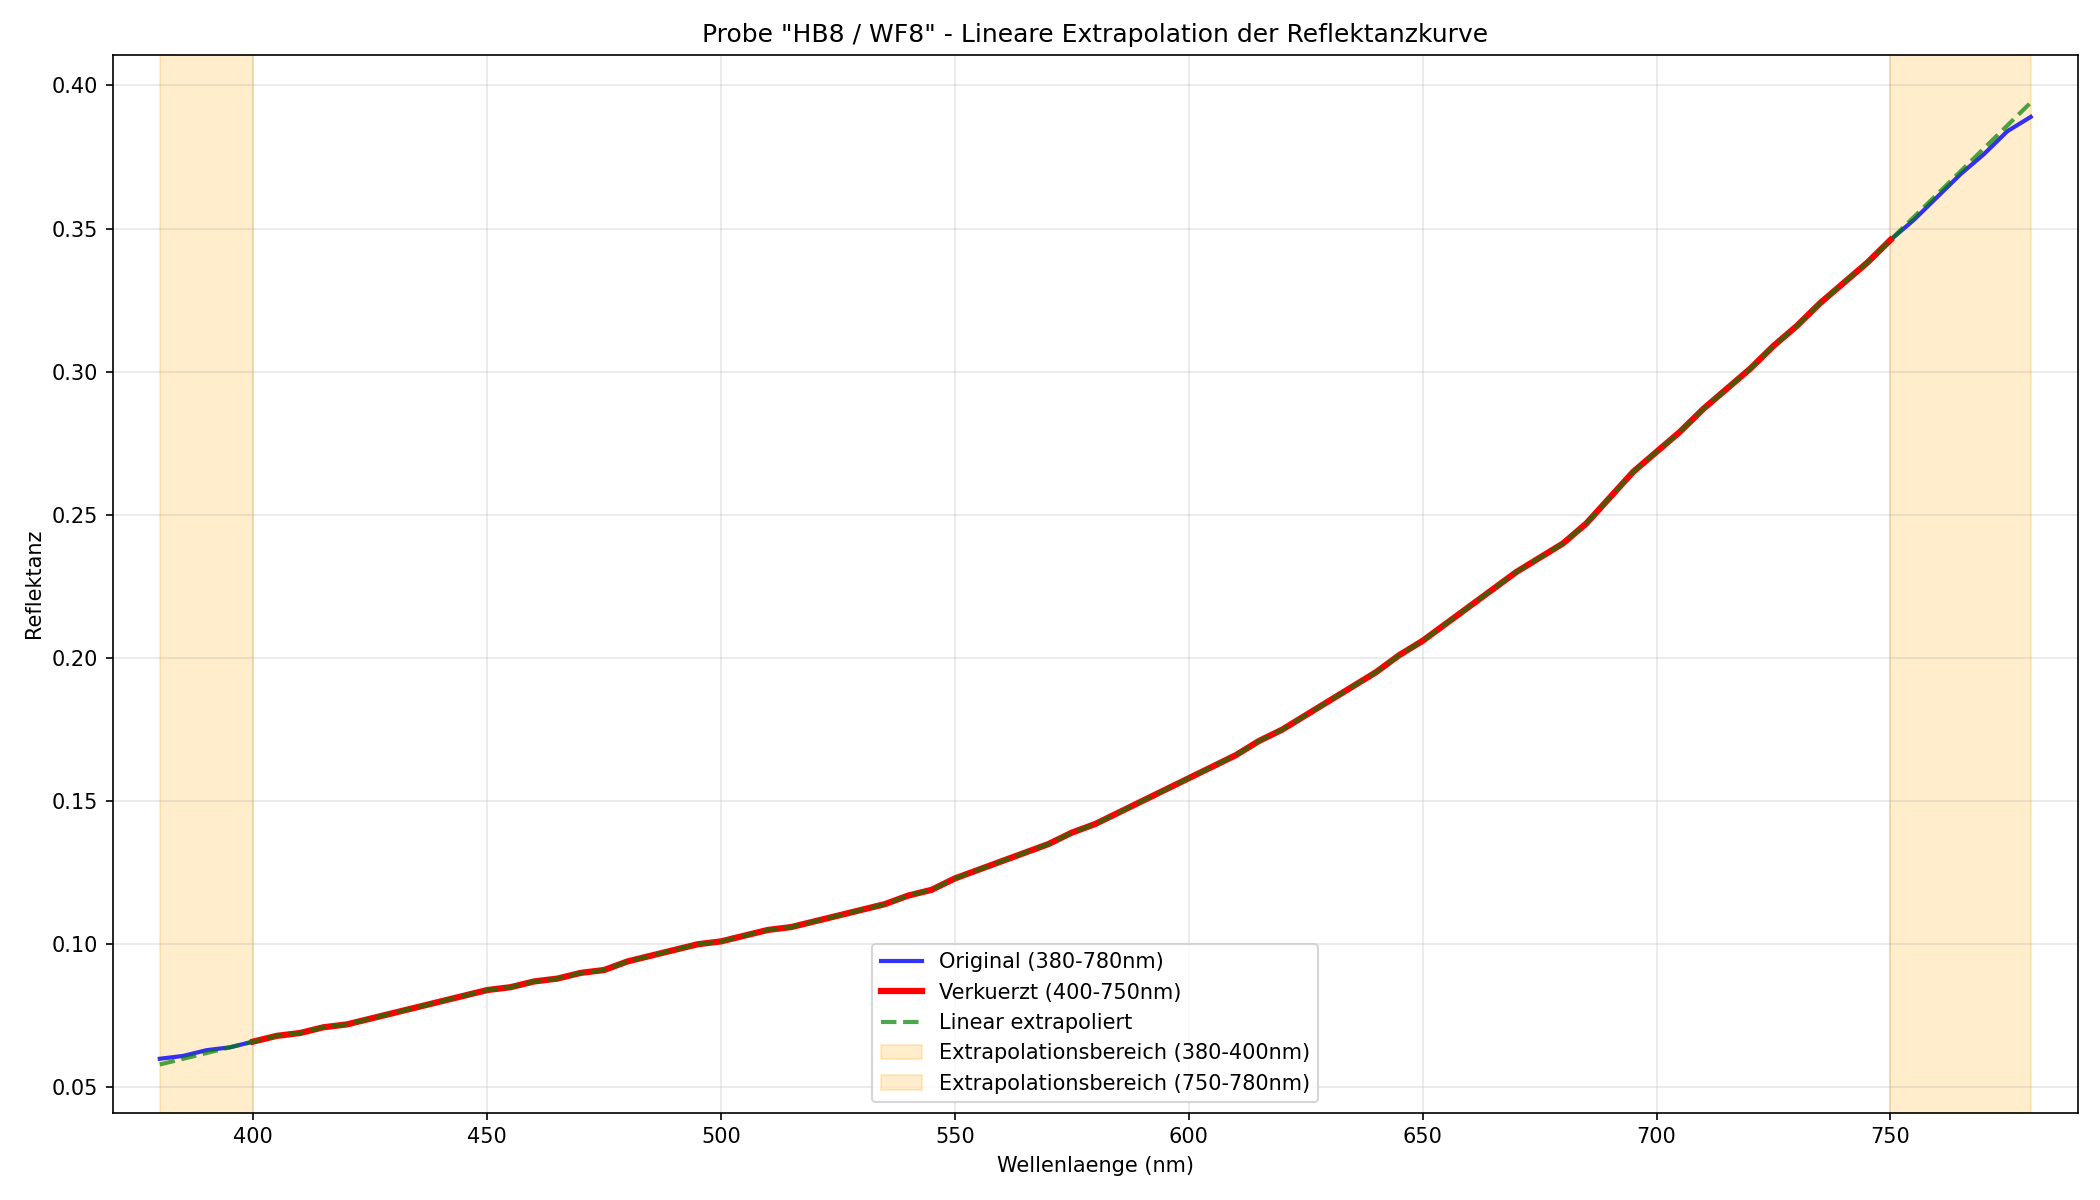 Probe "HB8 / WF8" - Lineare Extrapolation der Reflektanzkurve
0.40
0.35
0.30
0.25
0.20
0.15
0.10
0.05
Reflektanz
Original (380-780nm)
Verkuerzt (400-750nm)
Linear extrapoliert
Extrapolationsbereich (380-400nm)
Extrapolationsbereich (750-780nm)
400 450 500 550 600 650 700 750
Wellenlaenge (nm)